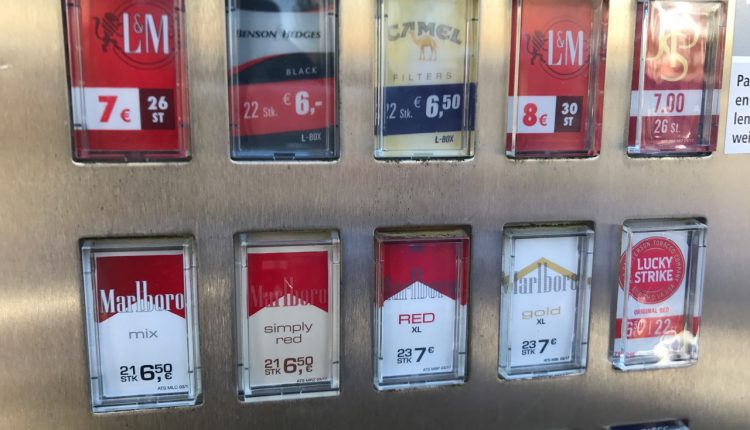 L&M
7€ 26 ST
BENSON HEDGES
BLACK
22 Stk. € 6,-
L-BOX
CAMEL
FILTERS
22 Stk. € 6,50
L-BOX
L&M
8€ 30 ST
7.00
26 St.
Marlboro
mix
21 STK 6,50 €
Marlboro
simply
red
21 STK 6,50 €
RED
XL
23 STK 7€
Marlboro
gold
XL
23 STK 7€
LUCKY
STRIKE
ORIGINAL RED
22